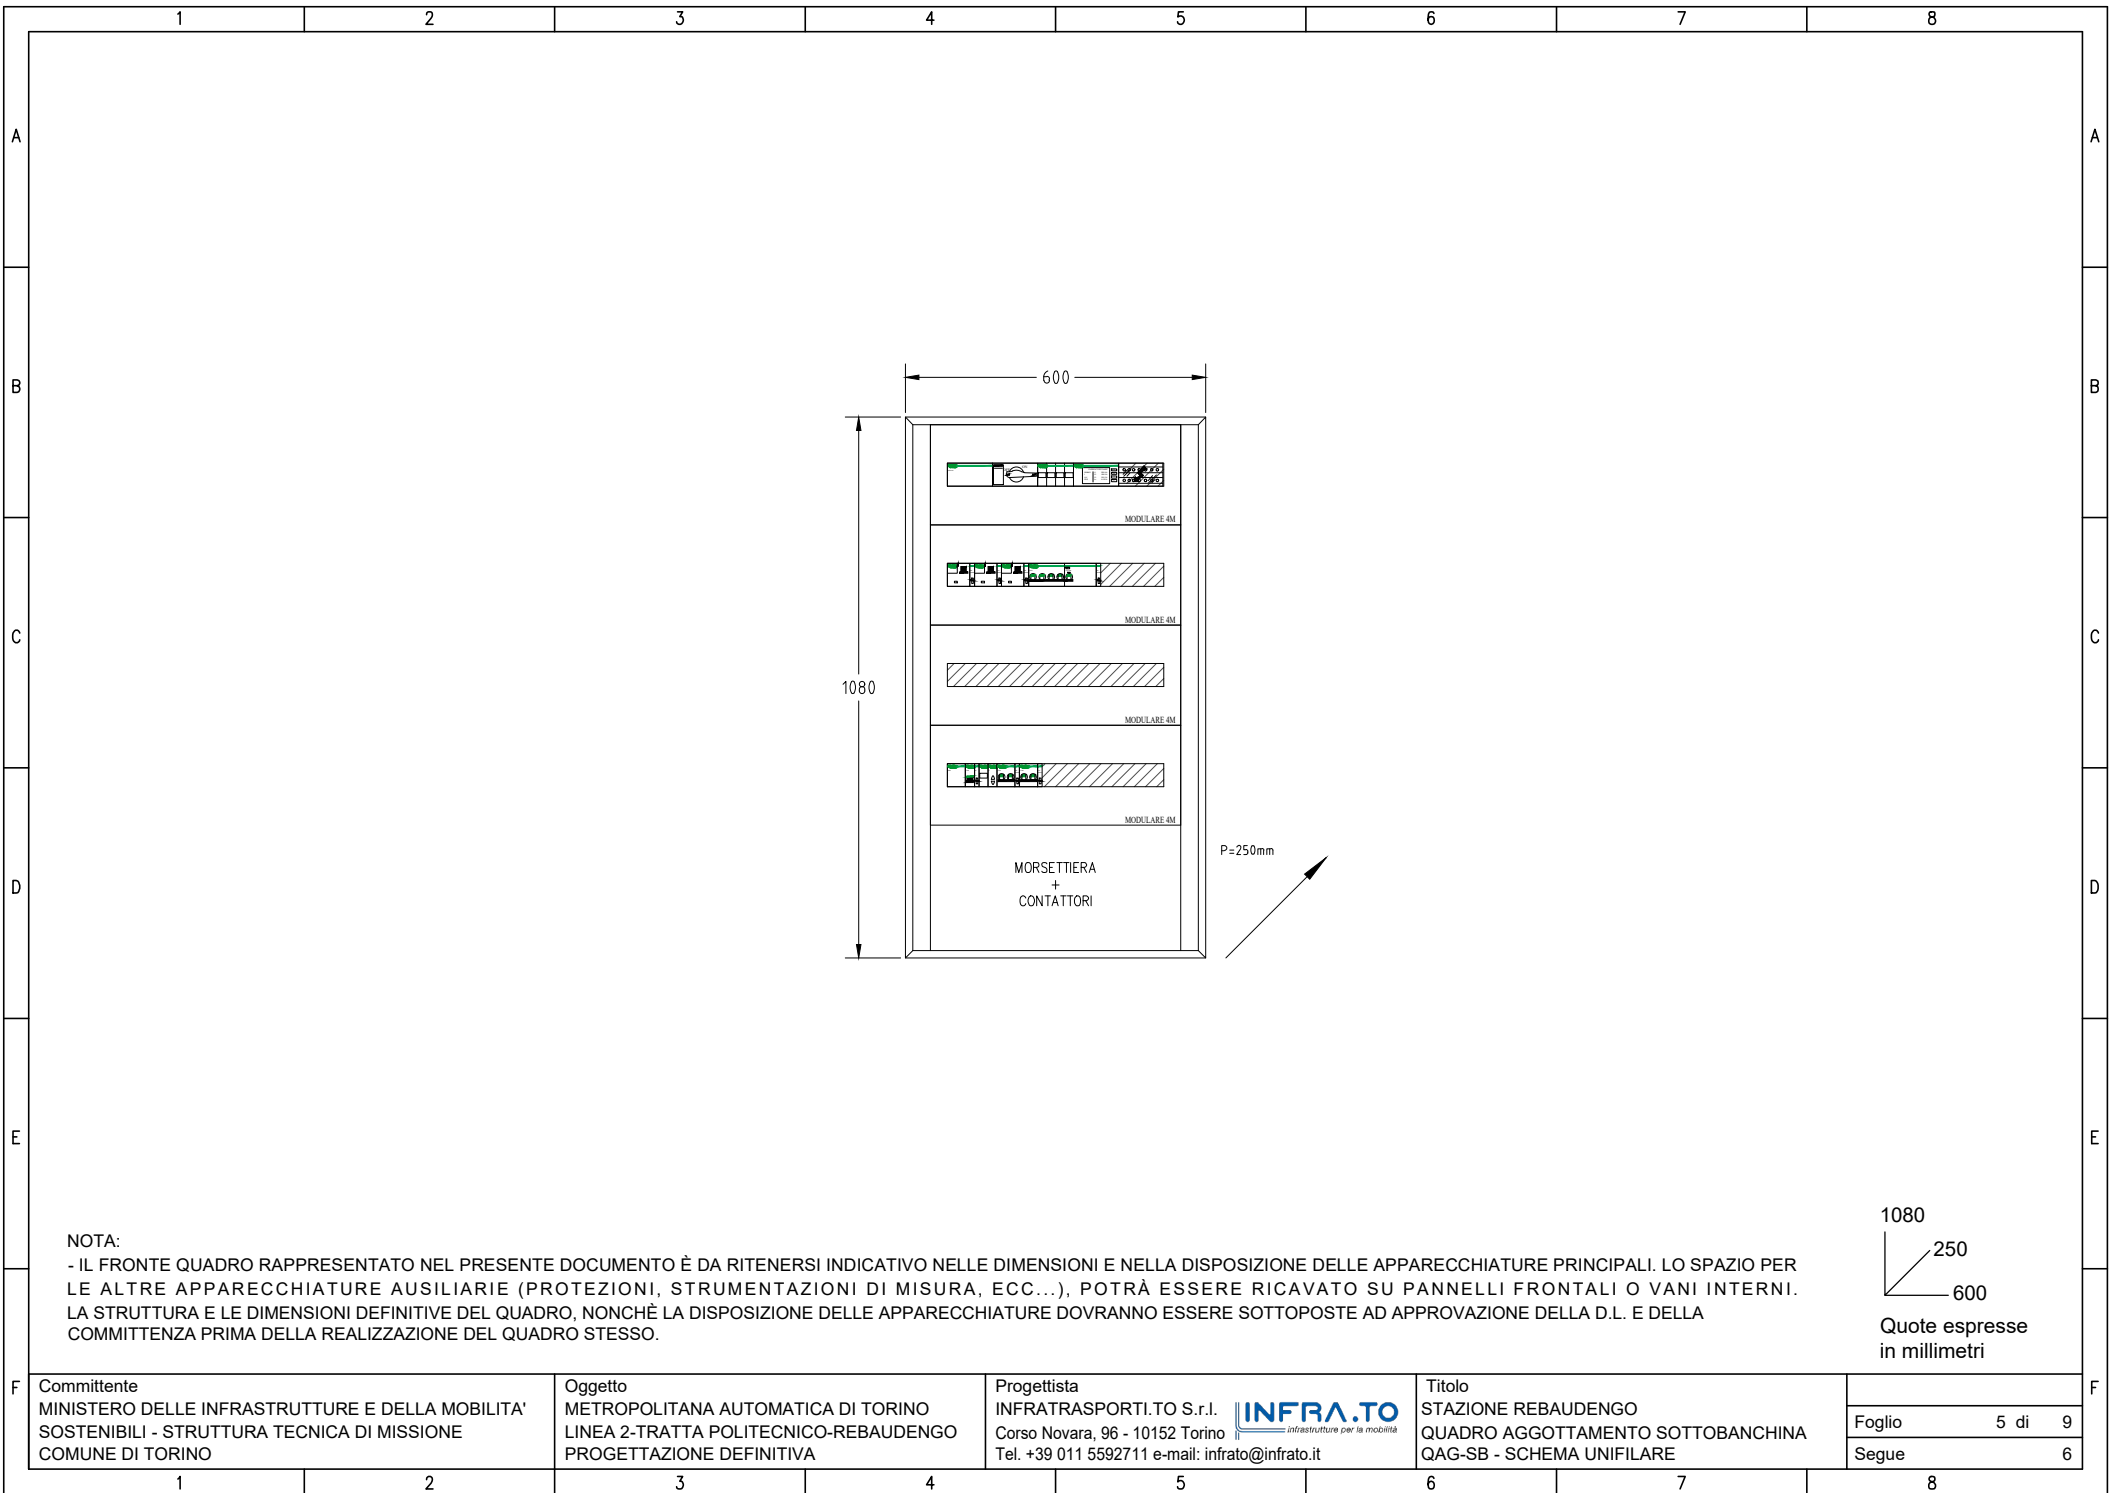 1 2 3 4 5 6 7 8
A A
B B
C C
D D
E E
F F
600
1080
MODULARE 4M
MODULARE 4M
MODULARE 4M
MODULARE 4M
MORSETTIERA
+
CONTATTORI
P=250mm
NOTA:
- IL FRONTE QUADRO RAPPRESENTATO NEL PRESENTE DOCUMENTO È DA RITENERSI INDICATIVO NELLE DIMENSIONI E NELLA DISPOSIZIONE DELLE APPARECCHIATURE PRINCIPALI. LO SPAZIO PER
LE ALTRE APPARECCHIATURE AUSILIARIE (PROTEZIONI, STRUMENTAZIONI DI MISURA, ECC...), POTRÀ ESSERE RICAVATO SU PANNELLI FRONTALI O VANI INTERNI.
LA STRUTTURA E LE DIMENSIONI DEFINITIVE DEL QUADRO, NONCHÈ LA DISPOSIZIONE DELLE APPARECCHIATURE DOVRANNO ESSERE SOTTOPOSTE AD APPROVAZIONE DELLA D.L. E DELLA
COMMITTENZA PRIMA DELLA REALIZZAZIONE DEL QUADRO STESSO.
1080
250
600
Quote espresse
in millimetri
Committente
MINISTERO DELLE INFRASTRUTTURE E DELLA MOBILITA'
SOSTENIBILI - STRUTTURA TECNICA DI MISSIONE
COMUNE DI TORINO
Oggetto
METROPOLITANA AUTOMATICA DI TORINO
LINEA 2-TRATTA POLITECNICO-REBAUDENGO
PROGETTAZIONE DEFINITIVA
Progettista
INFRATRASPORTI.TO S.r.l.
Corso Novara, 96 - 10152 Torino
Tel. +39 011 5592711 e-mail: infrato@infrato.it
INFRA.TO
infrastrutture per la mobilità
Titolo
STAZIONE REBAUDENGO
QUADRO AGGOTTAMENTO SOTTOBANCHINA
QAG-SB - SCHEMA UNIFILARE
Foglio 5 di 9
Segue 6
1 2 3 4 5 6 7 8